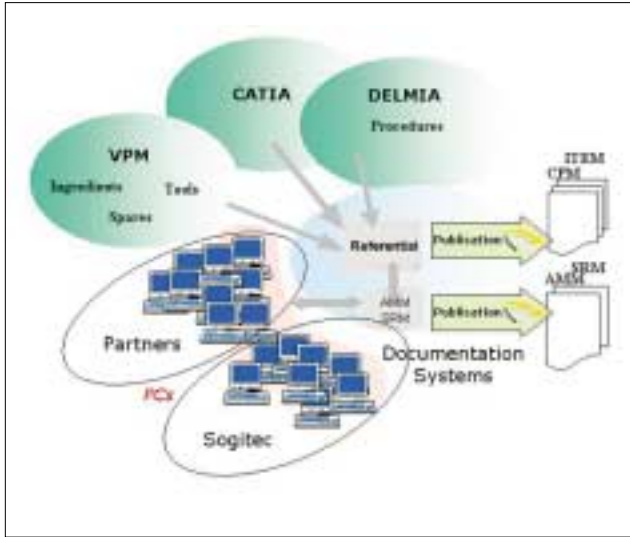 CATIA
DELMIA
Procedures
VPM
Ingredients
Tools
Spares
Referential
Publication
ITEM
CPM
Partners
AMM
SRM
Publication
SRM
AMM
Documentation
Systems
PCs
Sogitec